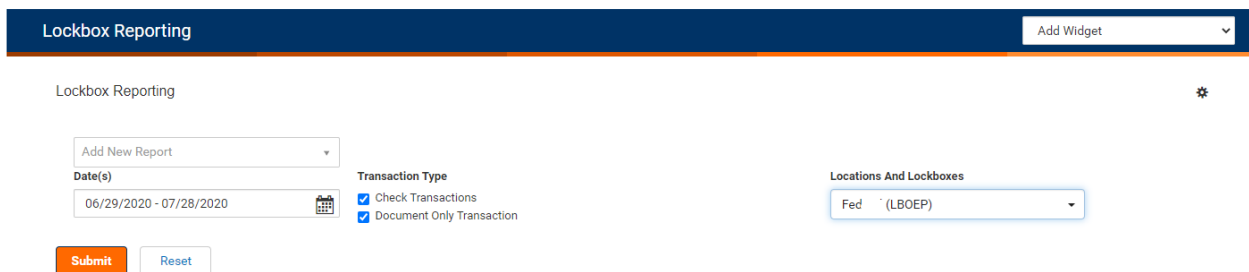 Lockbox Reporting
Add Widget
Lockbox Reporting
Add New Report
Date(s)
06/29/2020 - 07/28/2020
Transaction Type
Check Transactions
Document Only Transaction
Locations And Lockboxes
Fed (LBOEP)
Submit
Reset